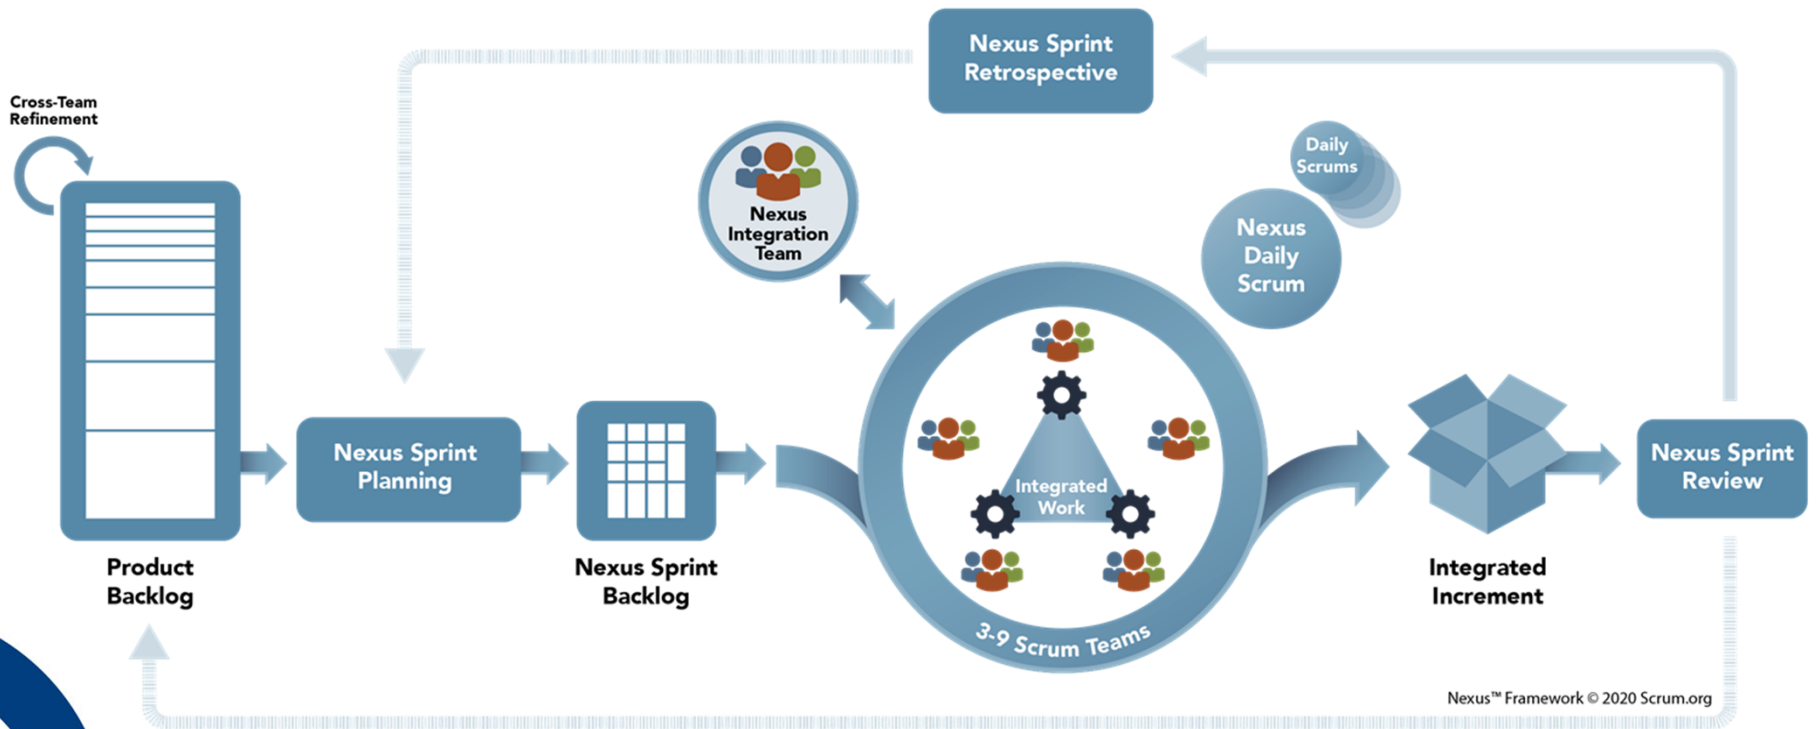 Nexus Sprint
Retrospective
Cross-Team
Refinement
Daily
Scrums
Nexus
Integration
Team
Nexus
Daily
Scrum
Nexus Sprint
Planning
Integrated
Work
Nexus Sprint
Review
Product
Backlog
Nexus Sprint
Backlog
3-9 Scrum Teams
Integrated
Increment
Nexus™ Framework © 2020 Scrum.org